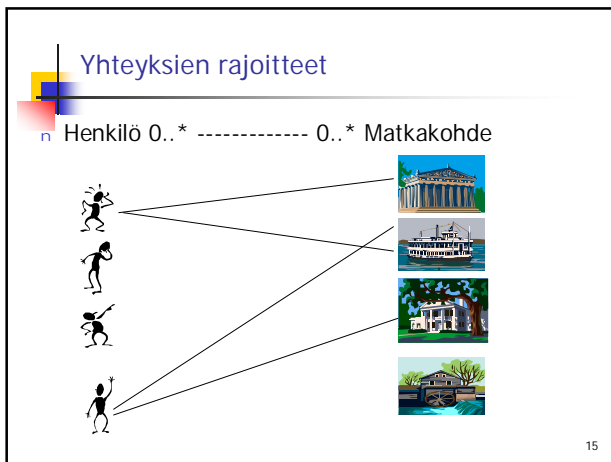 Yhteyksien rajoitteet
n Henkilö 0..* ------------- 0..* Matkakohde
15